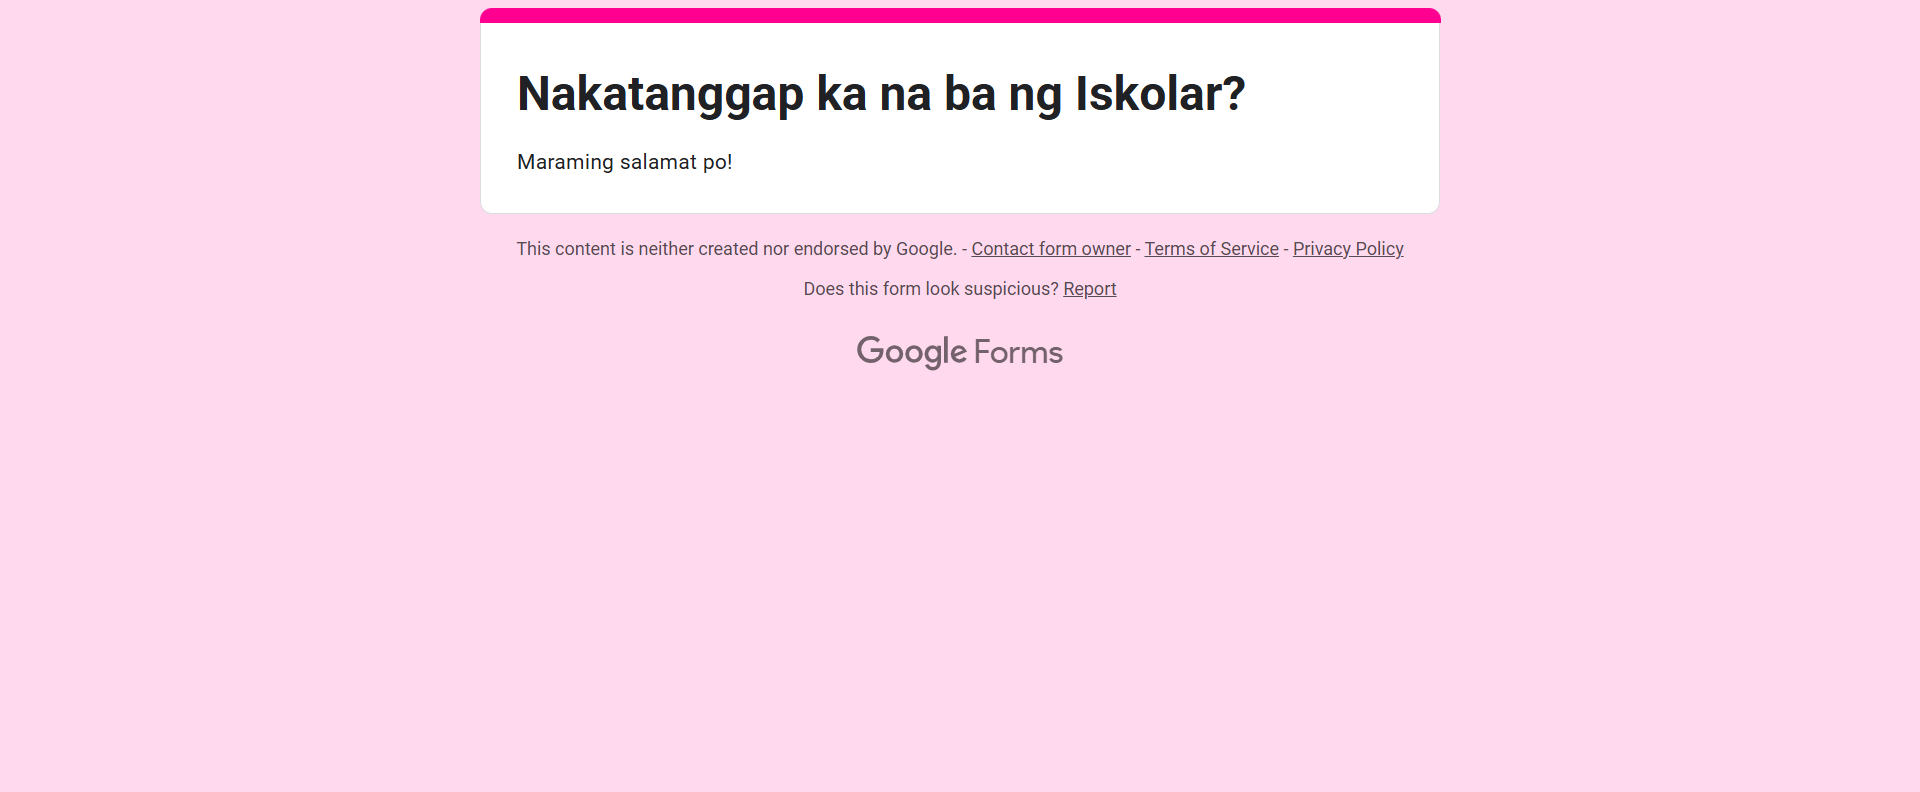 Nakatanggap ka na ba ng Iskolar?
Maraming salamat po!
This content is neither created nor endorsed by Google. - Contact form owner - Terms of Service - Privacy Policy
Does this form look suspicious? Report
Google Forms